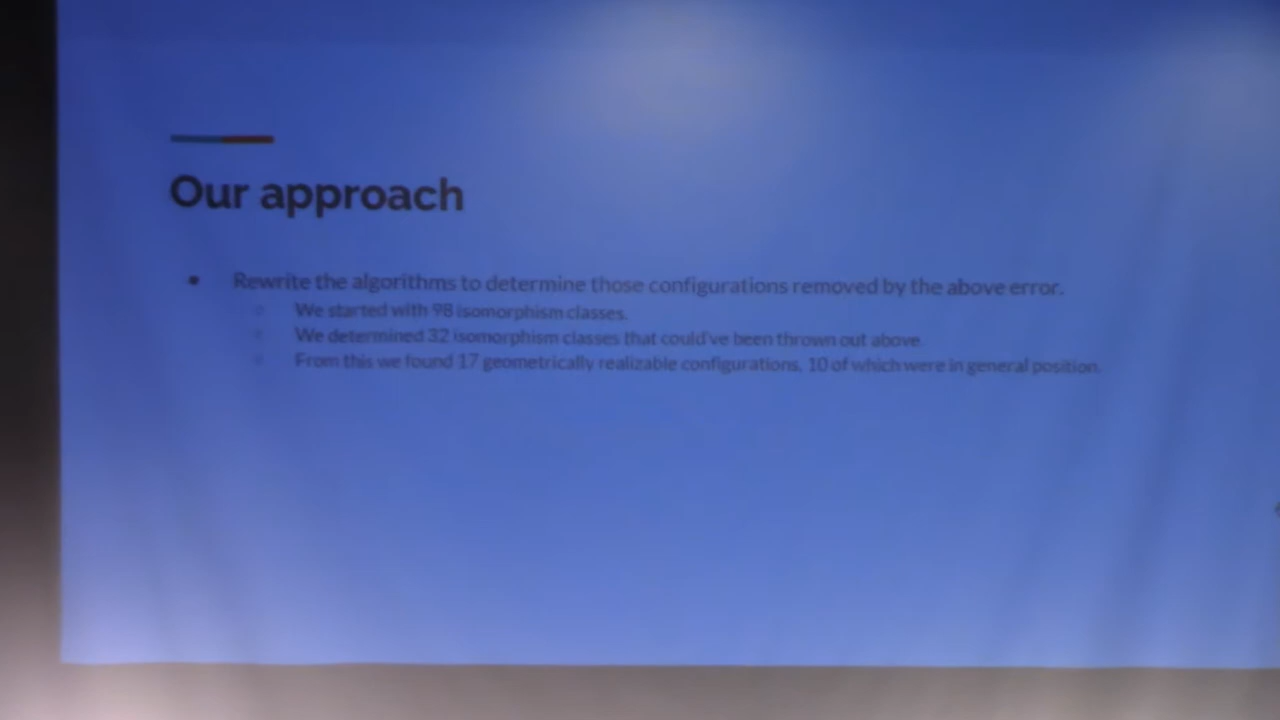 Our approach
Rewrite the algorithms to determine those configurations removed by the above error.
We started with 98 isomorphism classes.
We determined 32 isomorphism classes that could've been thrown out above.
From this we found 17 geometrically realizable configurations, 10 of which were in general position.